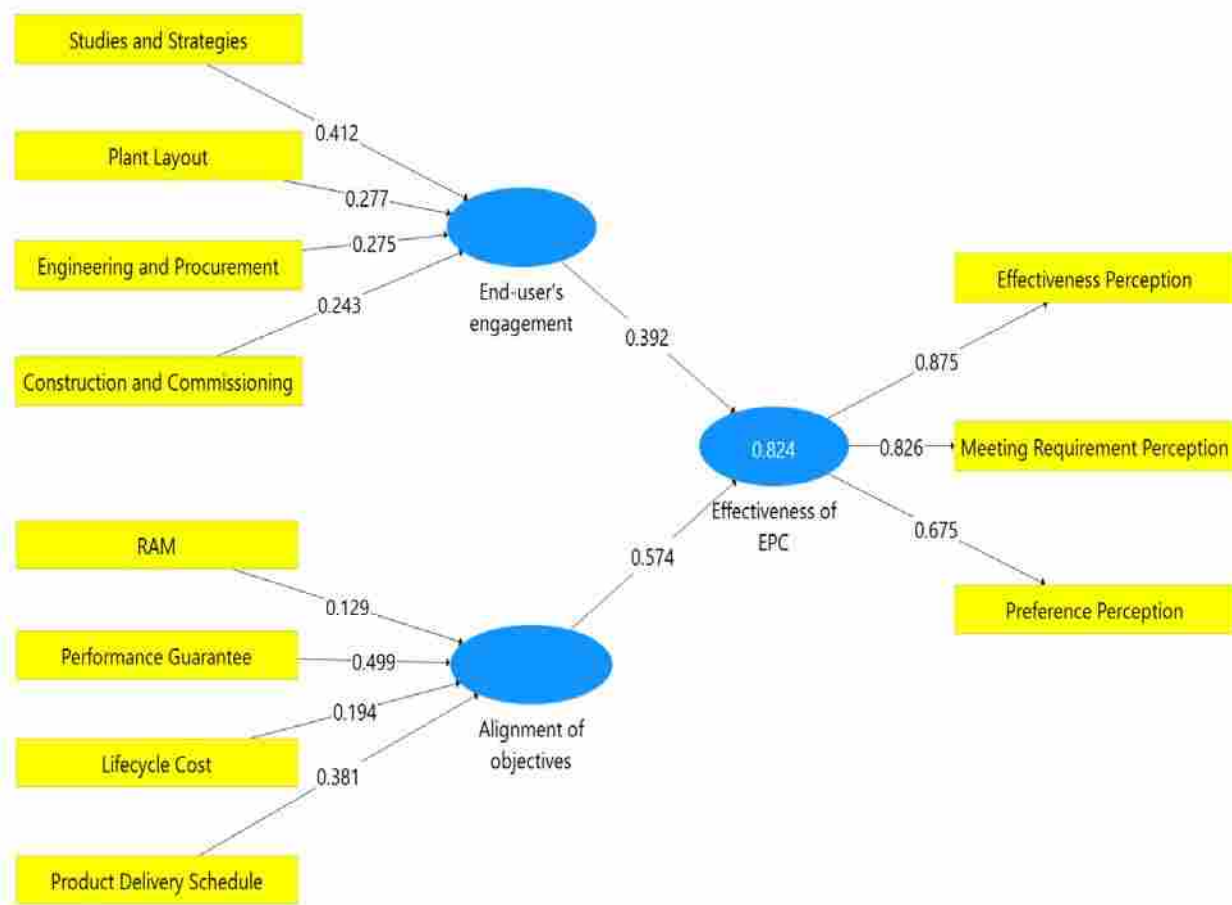 Studies and Strategies
0.412
Plant Layout
0.277
Engineering and Procurement
0.275
0.243
Construction and Commissioning
End-user's
engagement
0.392
Effectiveness Perception
0.875
0.824
0.826
Meeting Requirement Perception
Effectiveness of
EPC
0.675
Preference Perception
RAM
0.129
0.574
Performance Guarantee
0.499
0.194
Lifecycle Cost
Alignment of
objectives
0.381
Product Delivery Schedule